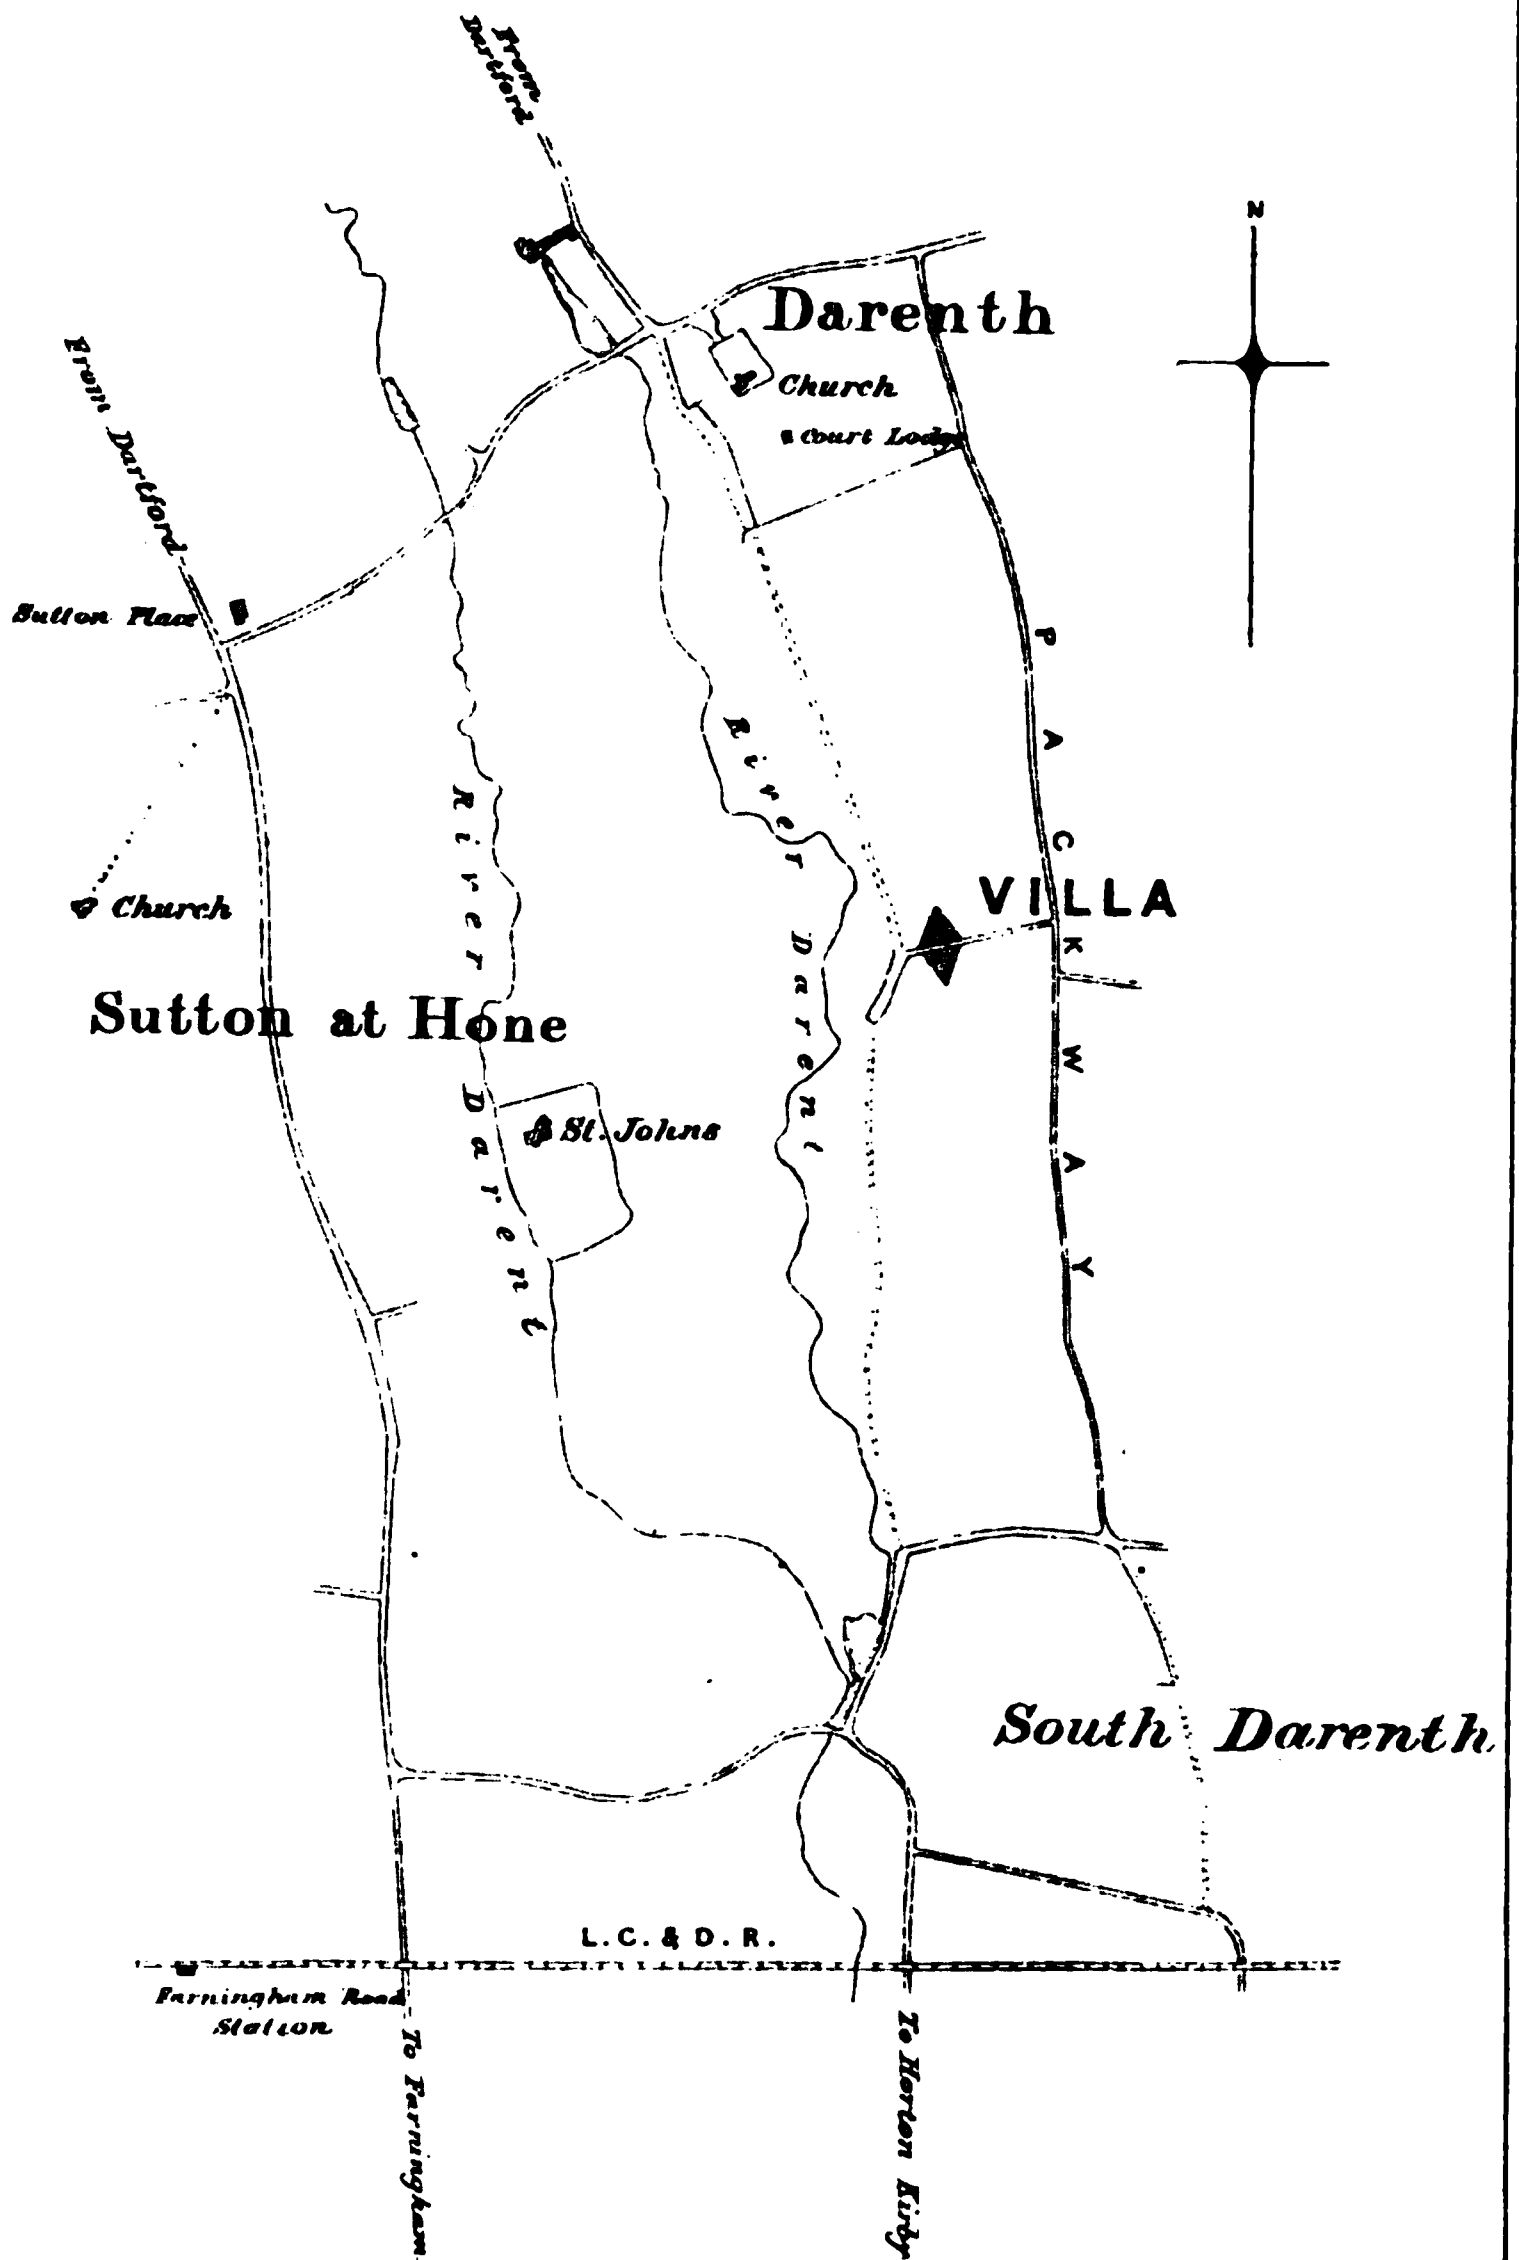 From
Dartford
N
Darenth
From Dartford
Church
Court Lodge
Sutton Place
PACKWAY
River Darent
River Darent
VILLA
Church
Sutton at Hone
St. Johns
South Darenth
L.C.&D.R.
Farningham Road
Station
To Farningham
To Horton Kirby